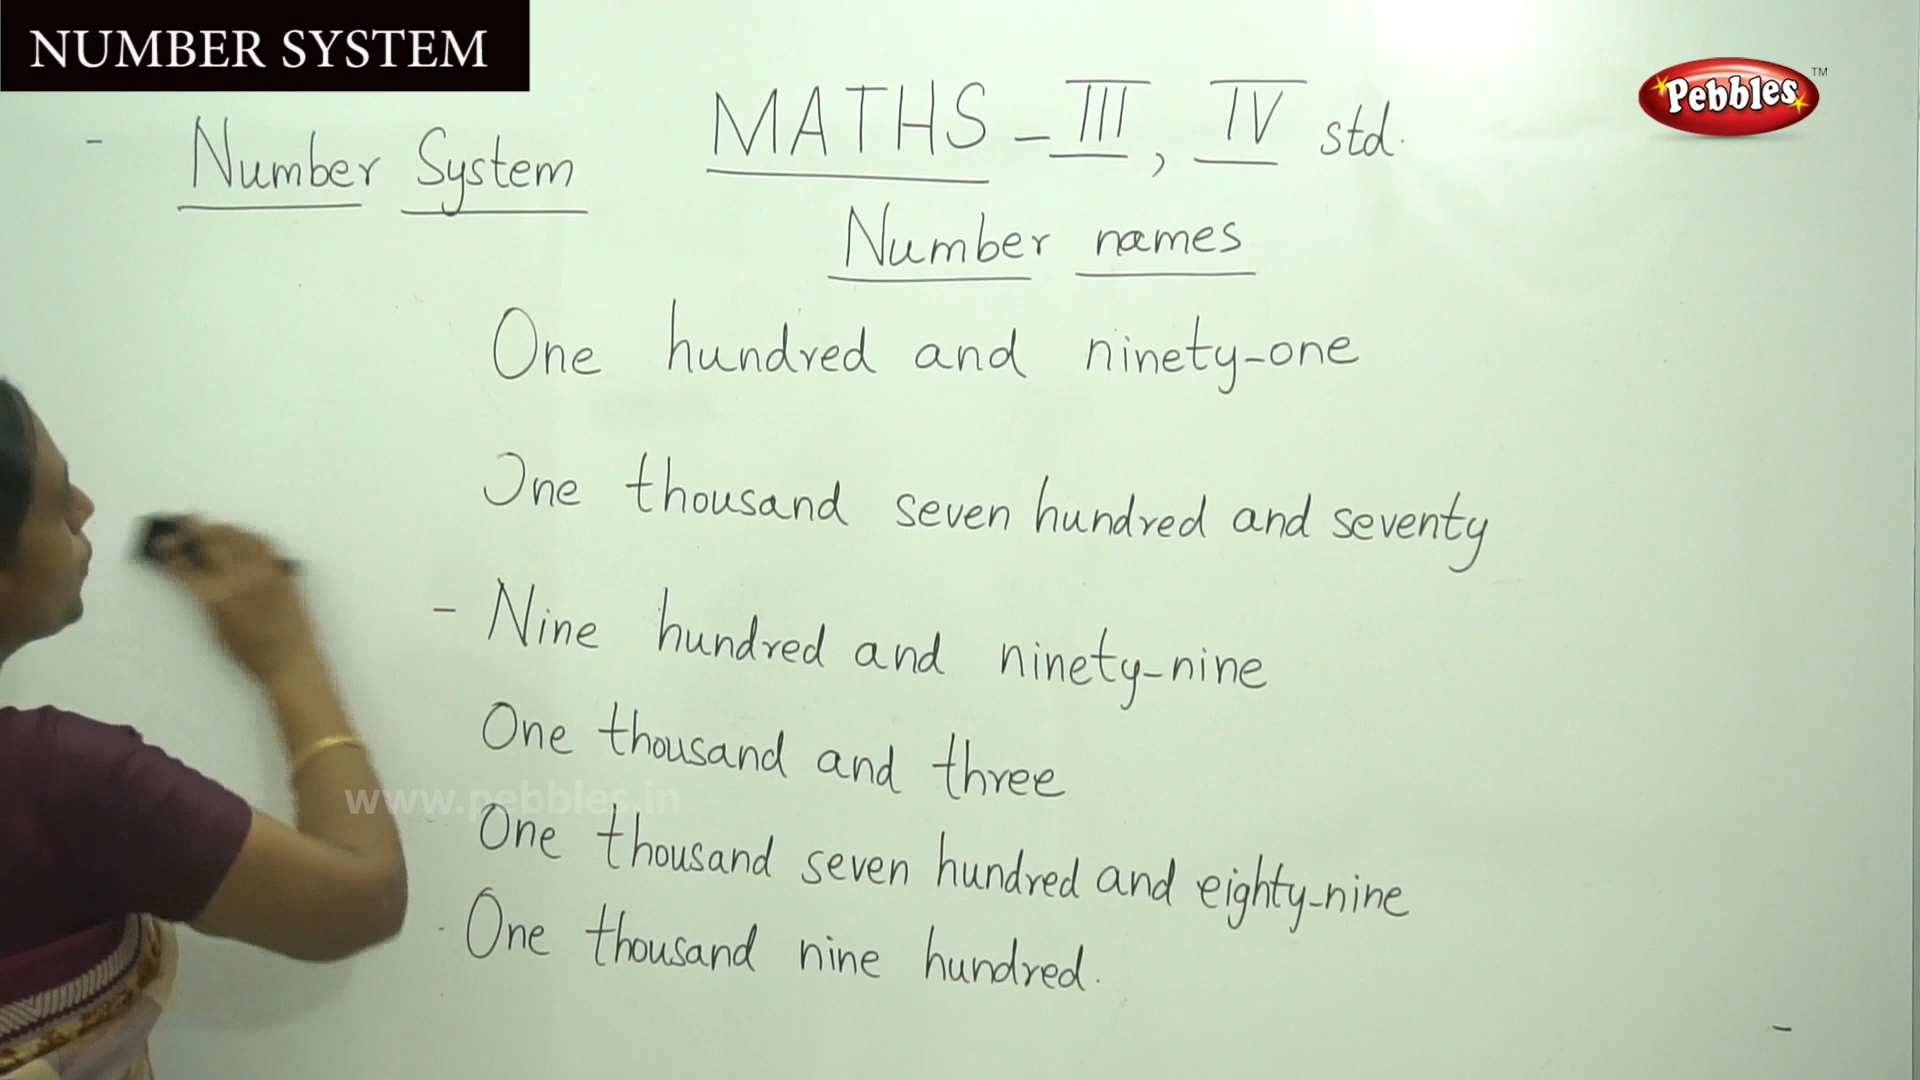 NUMBER SYSTEM
Pebbles TM
Number System
MATHS - III, IV std.
Number names
One hundred and ninety-one
One thousand seven hundred and seventy
- Nine hundred and ninety-nine
One thousand and three
www.pebbles.in
One thousand seven hundred and eighty-nine
One thousand nine hundred.